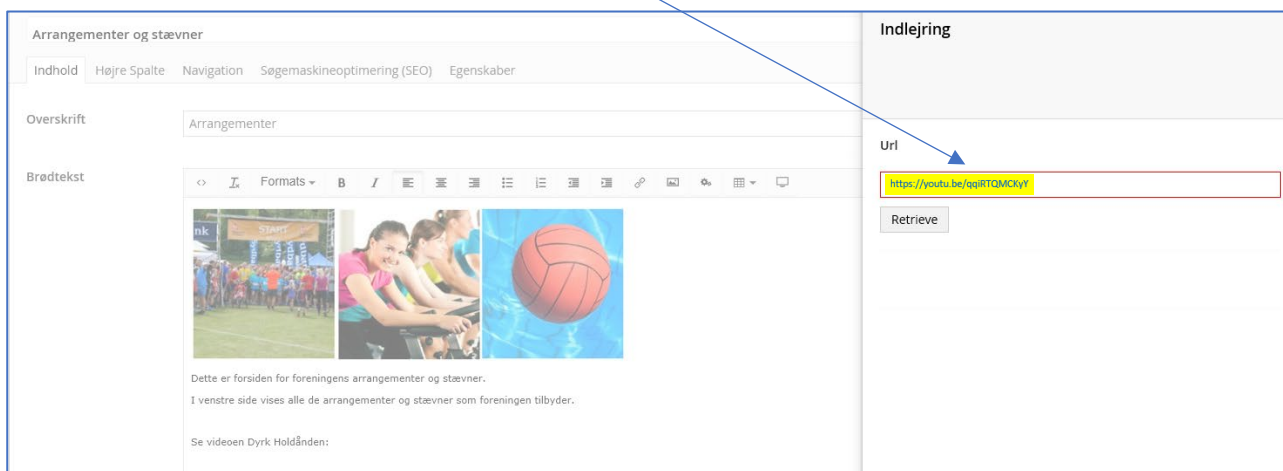 Arrangementer og stævner
Indhold Højre Spalte Navigation Søgemaskineoptimering (SEO) Egenskaber
Overskrift
Arrangementer
Brødtekst
Formats B I
nk START
Dette er forsiden for foreningens arrangementer og stævner.
I venstre side vises alle de arrangementer og stævner som foreningen tilbyder.
Se videoen Dyrk Holdånden:
Indlejring
Url
https://youtu.be/qqiRTQMCKyY
Retrieve